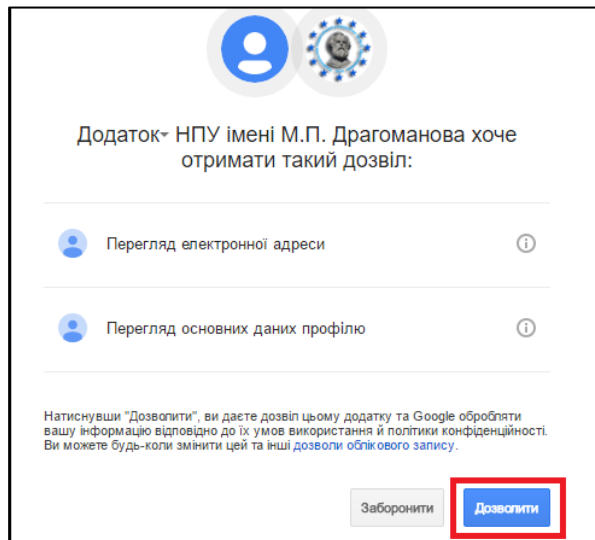 Додаток НПУ імені М.П. Драгоманова хоче
отримати такий дозвіл:
Перегляд електронної адреси
Перегляд основних даних профілю
Натиснувши "Дозволити", ви даєте дозвіл цьому додатку та Google обробляти
вашу інформацію відповідно до їх умов використання й політики конфіденційності.
Ви можете будь-коли змінити цей та інші дозволи облікового запису.
Заборонити Дозволити